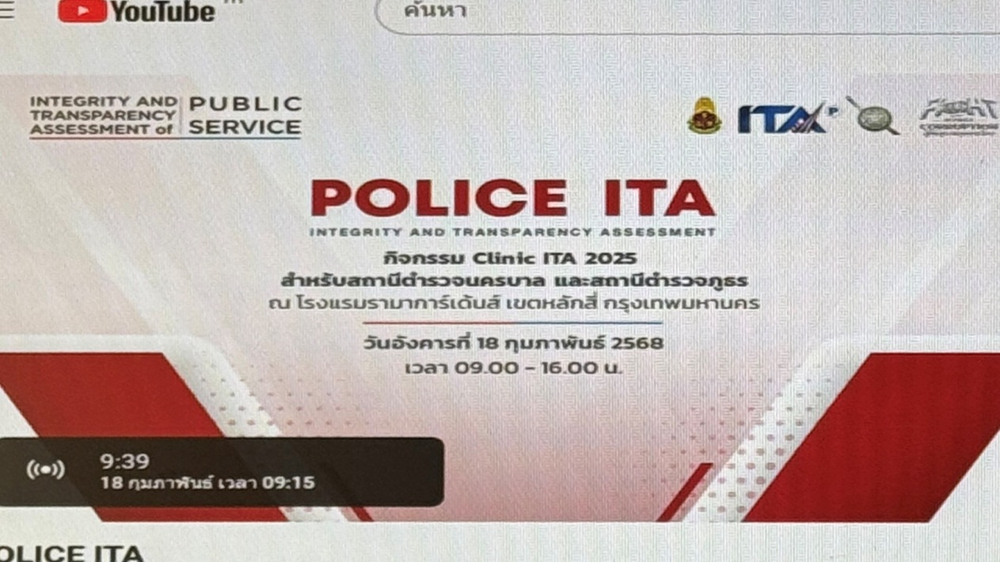 YouTube TH
ค้นหา
INTEGRITY AND
TRANSPARENCY
ASSESSMENT of
PUBLIC
SERVICE
ITAP
FIGHT
CORRUPTION
POLICE ITA
INTEGRITY AND TRANSPARENCY ASSESSMENT
กิจกรรม Clinic ITA 2025
สำหรับสถานีตำรวจนครบาล และสถานีตำรวจภูธร
ณ โรงแรมรามาการ์เด้นส์ เขตหลักสี่ กรุงเทพมหานคร
วันอังคารที่ 18 กุมภาพันธ์ 2568
เวลา 09.00 - 16.00 น.
9:39
18 กุมภาพันธ์ เวลา 09:15
OLICE ITA